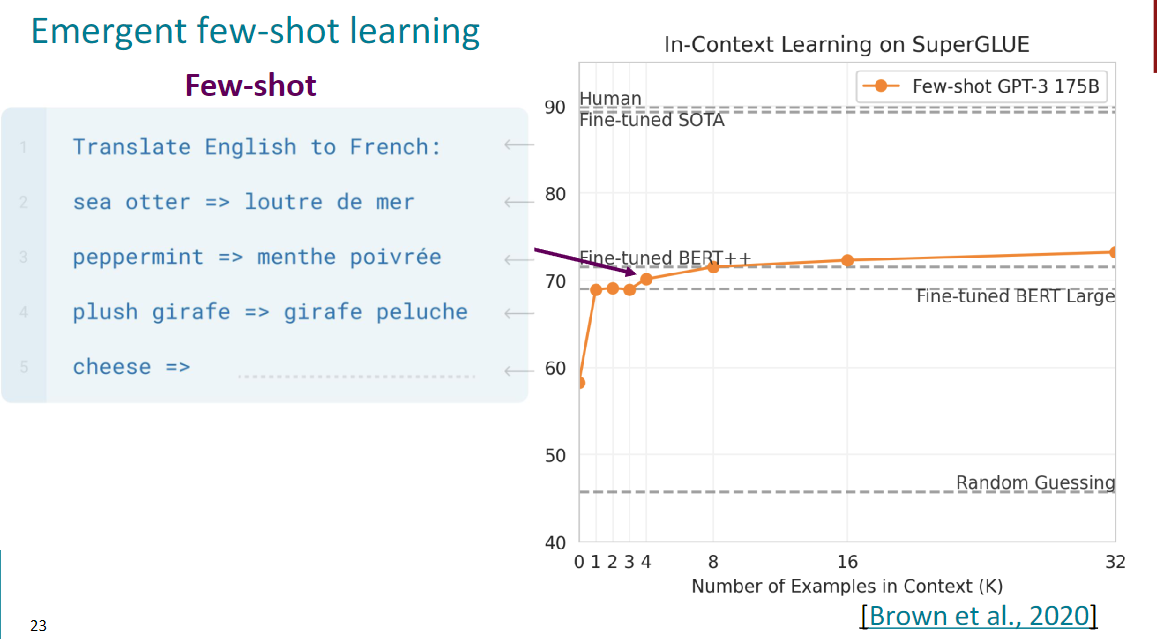 Emergent few-shot learning
Few-shot
1 Translate English to French:
2 sea otter => loutre de mer
3 peppermint => menthe poivrée
4 plush girafe => girafe peluche
5 cheese =>
In-Context Learning on SuperGLUE
Few-shot GPT-3 175B
Human
90
Fine-tuned SOTA
80
Fine-tuned BERT++
70
Fine-tuned BERT Large
60
50
Random Guessing
40
0 1 2 3 4 8 16 32
Number of Examples in Context (K)
[Brown et al., 2020]
23